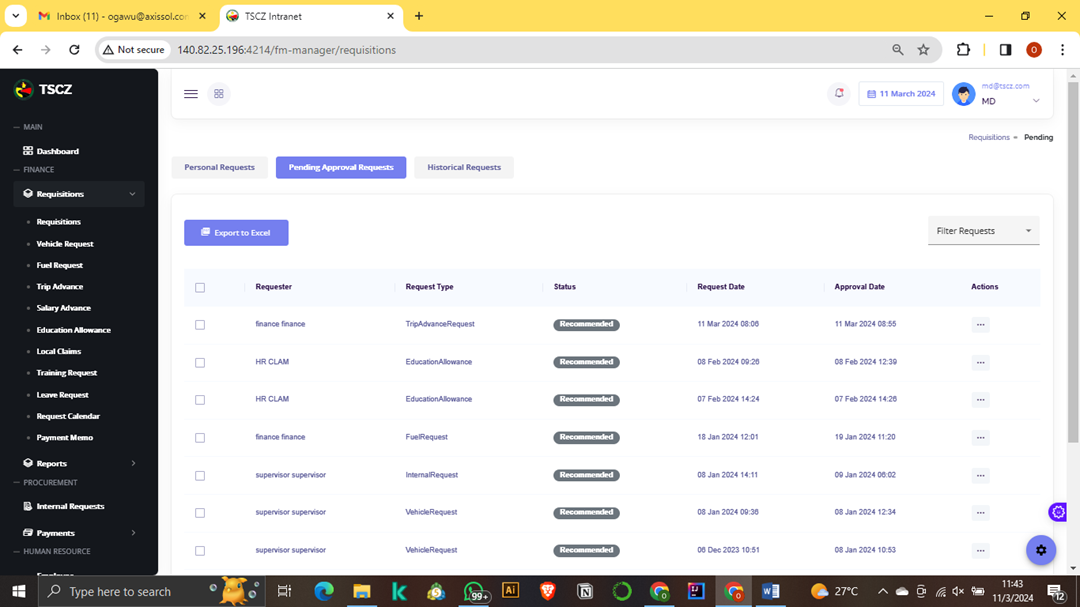 Inbox (11) - ogawu@axissol.con
TSCZ Intranet
Not secure
140.82.25.196:4214/fm-manager/requisitions
O
TSCZ
11 March 2024
md@tscz.com
MD
MAIN
Dashboard
FINANCE
Requisitions
Requisitions
Vehicle Request
Fuel Request
Trip Advance
Salary Advance
Education Allowance
Local Claims
Training Request
Leave Request
Request Calendar
Payment Memo
Reports
PROCUREMENT
Internal Requests
Payments
HUMAN RESOURCE
Employee
Requisitions - Pending
Personal Requests
Pending Approval Requests
Historical Requests
Export to Excel
Filter Requests
Requester Request Type Status Request Date Approval Date Actions
finance finance TripAdvanceRequest Recommended 11 Mar 2024 08:06 11 Mar 2024 08:55 ...
HR CLAM EducationAllowance Recommended 08 Feb 2024 09:26 08 Feb 2024 12:39 ...
HR CLAM EducationAllowance Recommended 07 Feb 2024 14:24 07 Feb 2024 14:26 ...
finance finance FuelRequest Recommended 18 Jan 2024 12:01 19 Jan 2024 11:20 ...
supervisor supervisor InternalRequest Recommended 08 Jan 2024 14:11 09 Jan 2024 06:02 ...
supervisor supervisor VehicleRequest Recommended 08 Jan 2024 09:36 08 Jan 2024 12:34 ...
supervisor supervisor VehicleRequest Recommended 06 Dec 2023 10:51 08 Jan 2024 10:53 ...
Type here to search
99+
Ai
27°C
11:43
11/3/2024
12